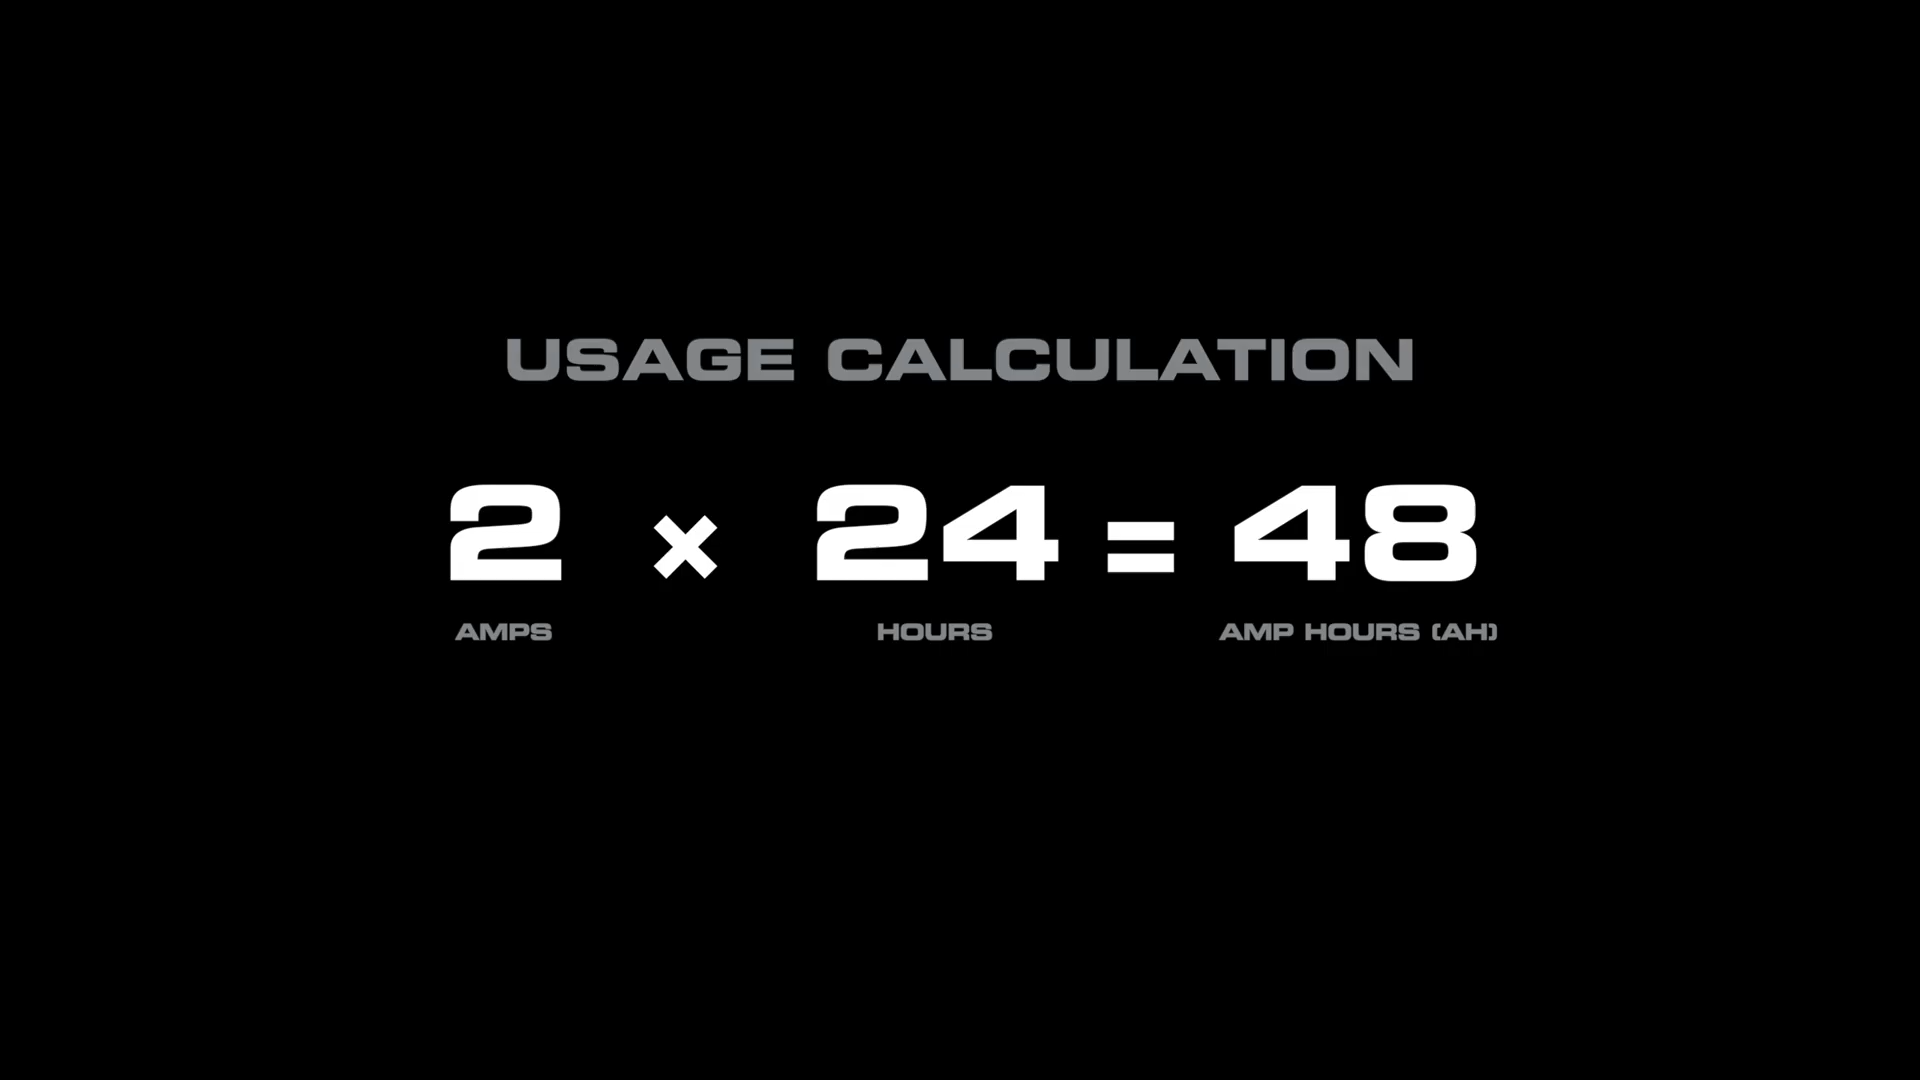 USAGE CALCULATION
2 × 24 = 48
AMPS HOURS AMP HOURS (AH)